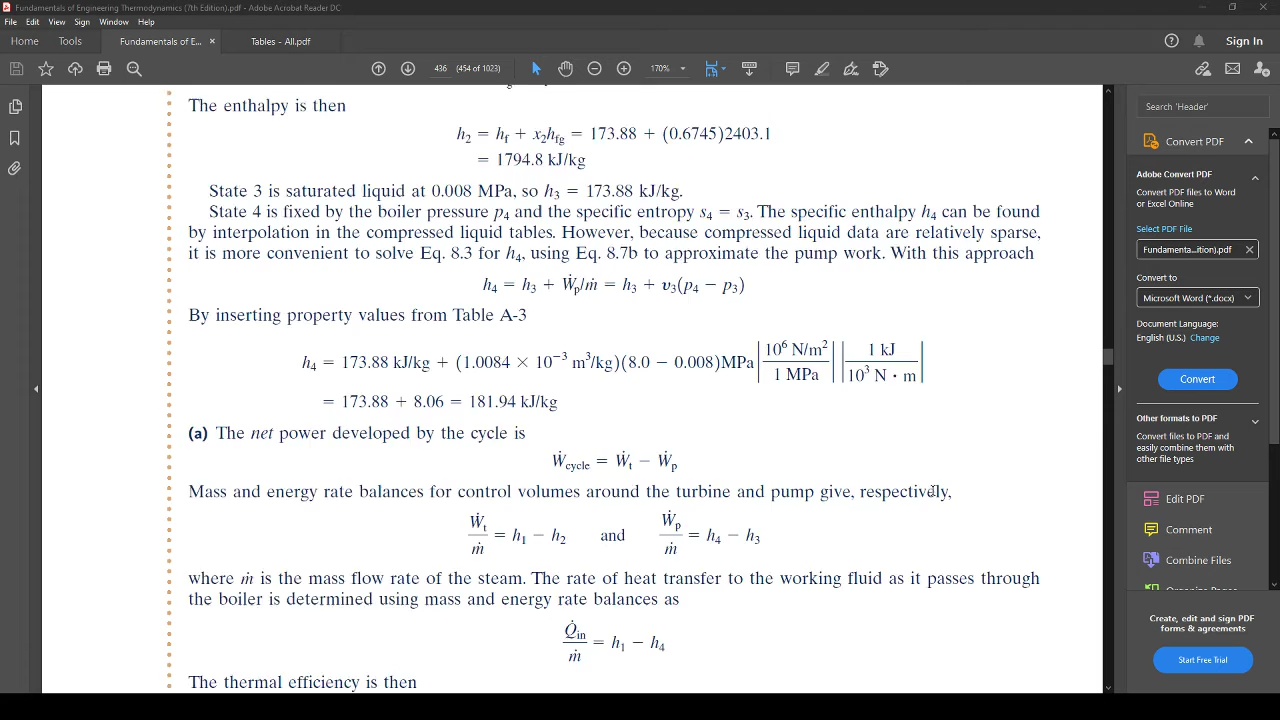 Fundamentals of Engineering Thermodynamics (7th Edition).pdf - Adobe Acrobat Reader DC
File Edit View Sign Window Help
Home Tools Fundamentals of E... × Tables - All.pdf Sign In
436 (454 of 1023) 170%
The enthalpy is then
h₂ = h_f + x₂h_fg = 173.88 + (0.6745)2403.1
= 1794.8 kJ/kg
State 3 is saturated liquid at 0.008 MPa, so h₃ = 173.88 kJ/kg.
State 4 is fixed by the boiler pressure p₄ and the specific entropy s₄ = s₃. The specific enthalpy h₄ can be found
by interpolation in the compressed liquid tables. However, because compressed liquid data are relatively sparse,
it is more convenient to solve Eq. 8.3 for h₄, using Eq. 8.7b to approximate the pump work. With this approach
h₄ = h₃ + Ẇ_p/ṁ = h₃ + υ₃(p₄ − p₃)
By inserting property values from Table A-3
h₄ = 173.88 kJ/kg + (1.0084 × 10⁻³ m³/kg)(8.0 − 0.008)MPa |10⁶ N/m² / 1 MPa| |1 kJ / 10³ N · m|
= 173.88 + 8.06 = 181.94 kJ/kg
(a) The net power developed by the cycle is
Ẇ_cycle = Ẇ_t − Ẇ_p
Mass and energy rate balances for control volumes around the turbine and pump give, respectively,
Ẇ_t / ṁ = h₁ − h₂ and Ẇ_p / ṁ = h₄ − h₃
where ṁ is the mass flow rate of the steam. The rate of heat transfer to the working fluid as it passes through
the boiler is determined using mass and energy rate balances as
Q̇_in / ṁ = h₁ − h₄
The thermal efficiency is then
Search 'Header'
Convert PDF
Adobe Convert PDF
Convert PDF files to Word
or Excel Online
Select PDF File
Fundamenta...ition).pdf ×
Convert to
Microsoft Word (*.docx)
Document Language:
English (U.S.) Change
Convert
Other formats to PDF
Convert files to PDF and
easily combine them with
other file types
Edit PDF
Comment
Combine Files
Create, edit and sign PDF
forms & agreements
Start Free Trial